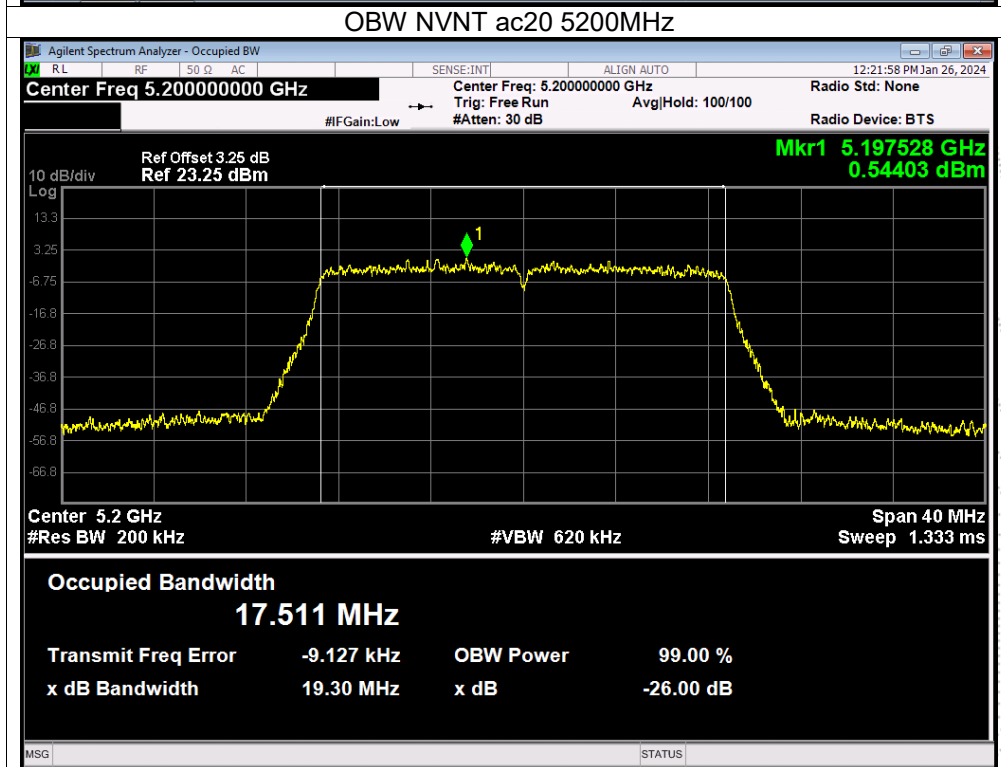 OBW NVNT ac20 5200MHz
Agilent Spectrum Analyzer - Occupied BW
LXI RL RF 50 Ω AC SENSE:INT ALIGN AUTO 12:21:58 PM Jan 26, 2024
Center Freq 5.200000000 GHz Center Freq: 5.200000000 GHz Radio Std: None
Trig: Free Run Avg|Hold: 100/100
#IFGain:Low #Atten: 30 dB Radio Device: BTS
Ref Offset 3.25 dB Mkr1 5.197528 GHz
10 dB/div Ref 23.25 dBm 0.54403 dBm
Log
13.3
1
3.25
-6.75
-16.8
-26.8
-36.8
-46.8
-56.8
-66.8
Center 5.2 GHz Span 40 MHz
#Res BW 200 kHz #VBW 620 kHz Sweep 1.333 ms
Occupied Bandwidth
17.511 MHz
Transmit Freq Error -9.127 kHz OBW Power 99.00 %
x dB Bandwidth 19.30 MHz x dB -26.00 dB
MSG STATUS